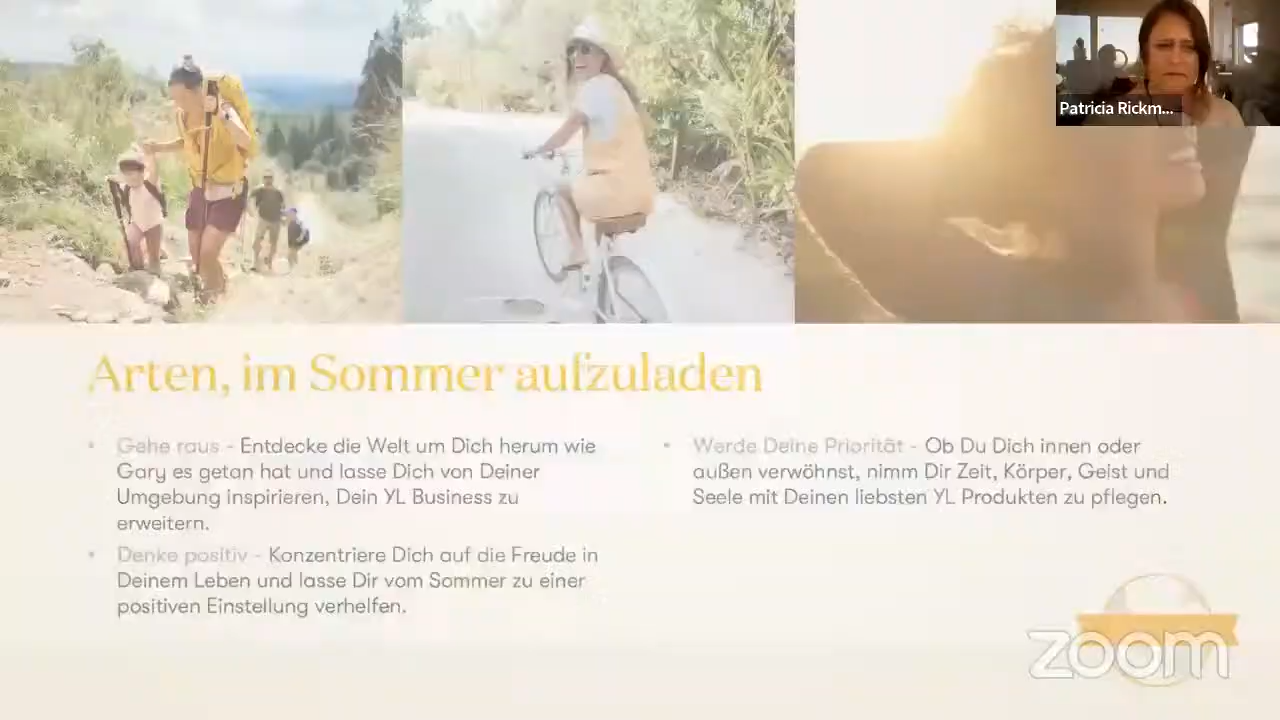 Patricia Rickm...
Arten, im Sommer aufzuladen
• Gehe raus - Entdecke die Welt um Dich herum wie
Gary es getan hat und lasse Dich von Deiner
Umgebung inspirieren, Dein YL Business zu
erweitern.
• Denke positiv - Konzentriere Dich auf die Freude in
Deinem Leben und lasse Dir vom Sommer zu einer
positiven Einstellung verhelfen.
• Werde Deine Priorität - Ob Du Dich innen oder
außen verwöhnst, nimm Dir Zeit, Körper, Geist und
Seele mit Deinen liebsten YL Produkten zu pflegen.
zoom